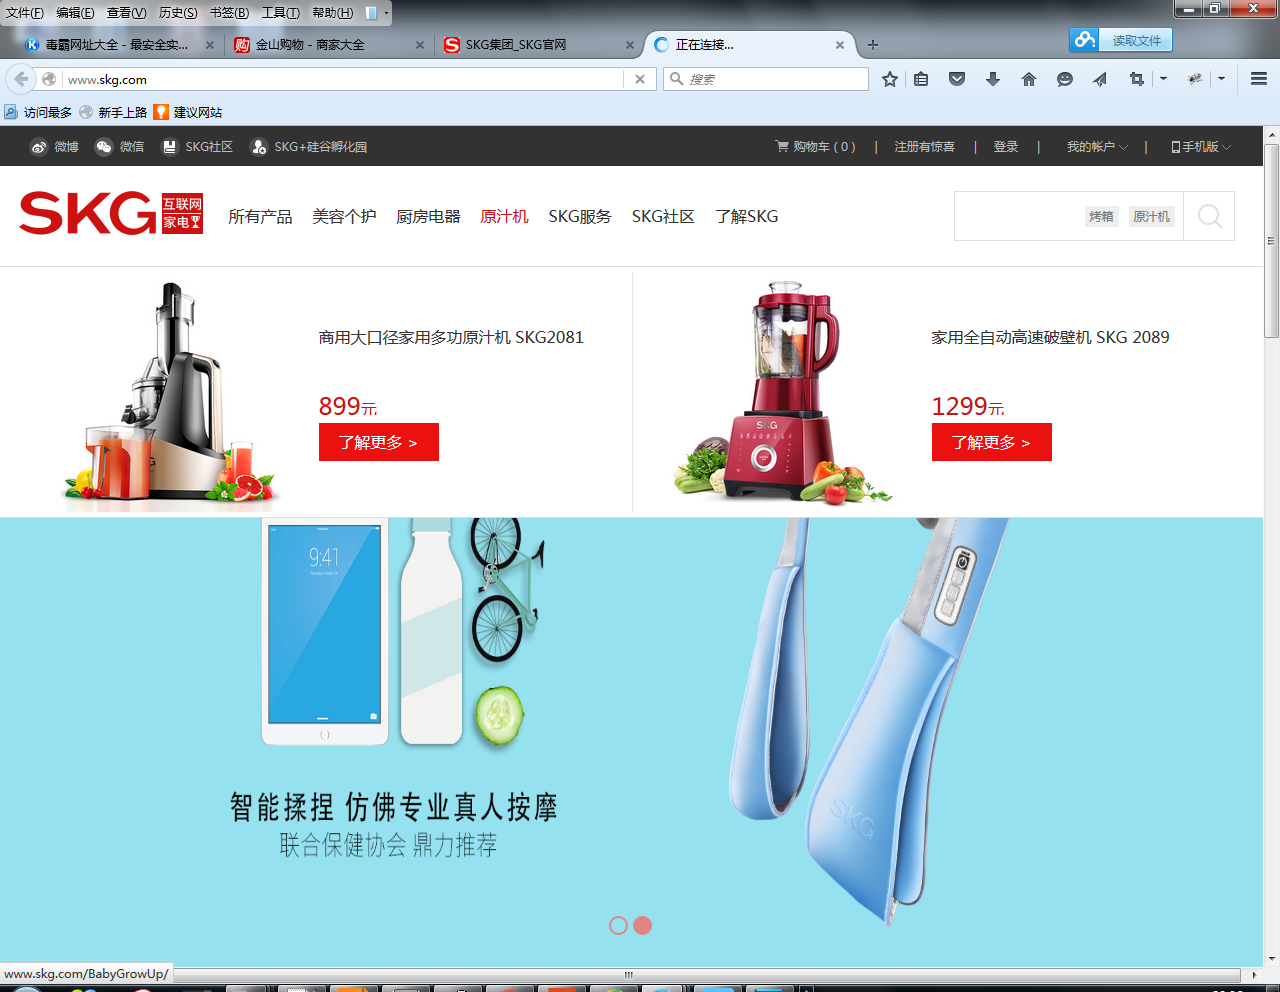 文件(F) 编辑(E) 查看(V) 历史(S) 书签(B) 工具(T) 帮助(H)
毒霸网址大全 - 最安全实... 金山购物 - 商家大全 SKG集团_SKG官网 正在连接... 读取文件
www.skg.com 搜索
访问最多 新手上路 建议网站
微博 微信 SKG社区 SKG+硅谷孵化园 购物车 ( 0 ) | 注册有惊喜 | 登录 | 我的帐户 | 手机版
SKG 互联网
家电
所有产品 美容个护 厨房电器 原汁机 SKG服务 SKG社区 了解SKG 烤箱 原汁机
商用大口径家用多功原汁机 SKG2081
899元
了解更多 >
家用全自动高速破壁机 SKG 2089
1299元
了解更多 >
SKG
9:41
SKG
智能揉捏 仿佛专业真人按摩
联合保健协会 鼎力推荐
www.skg.com/BabyGrowUp/